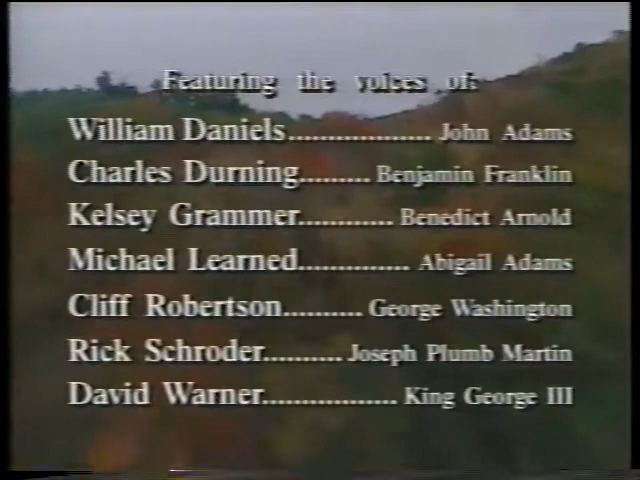 Featuring the voices of:
William Daniels.................. John Adams
Charles Durning......... Benjamin Franklin
Kelsey Grammer............ Benedict Arnold
Michael Learned.............. Abigail Adams
Cliff Robertson.......... George Washington
Rick Schroder.......... Joseph Plumb Martin
David Warner................. King George III